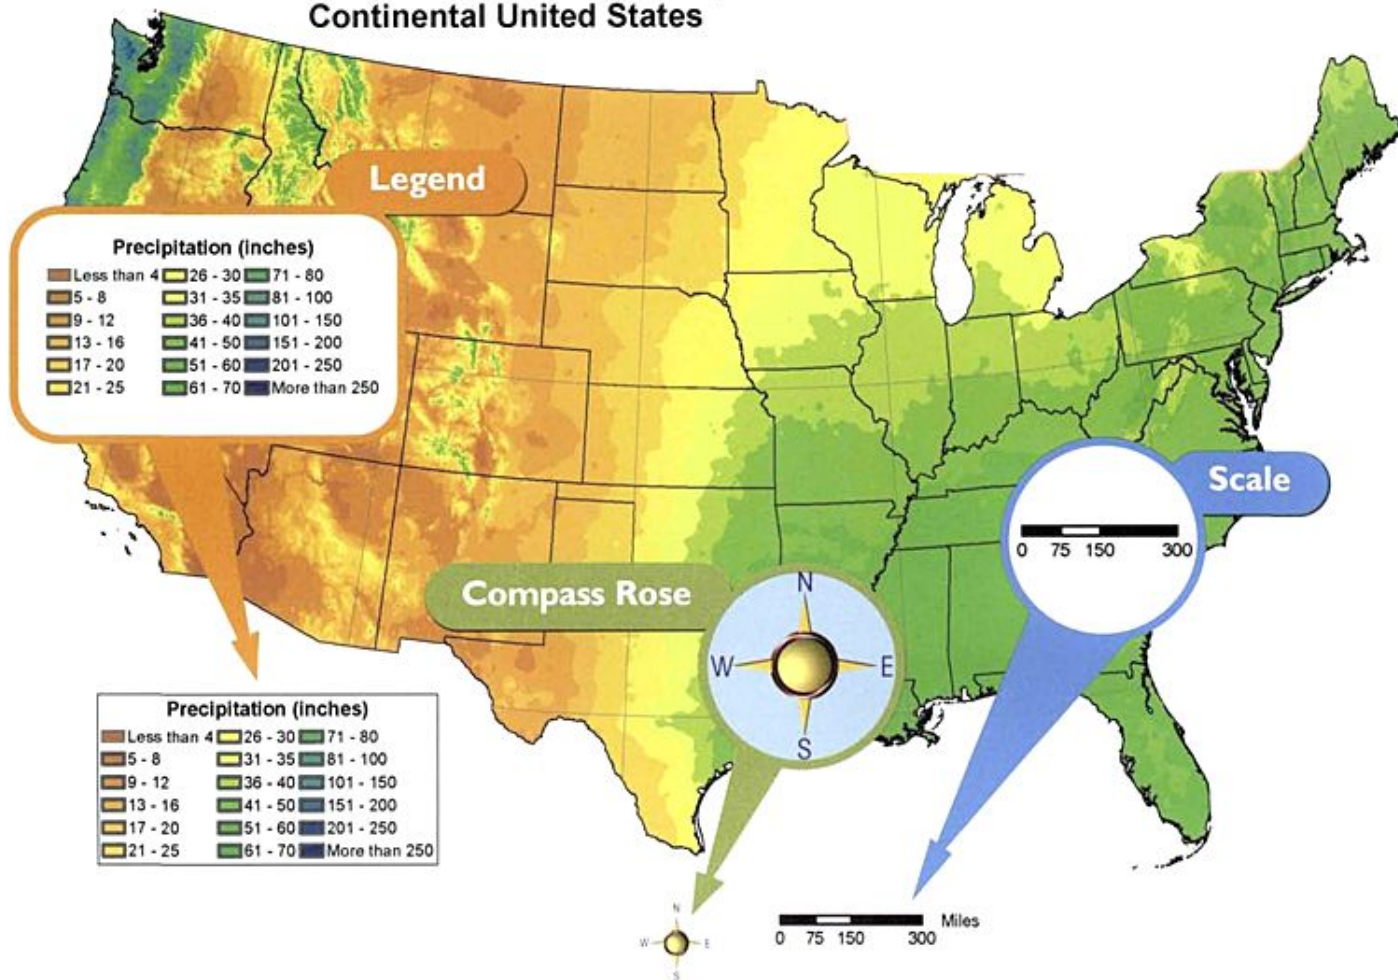 Continental United States
Legend
Precipitation (inches)
Less than 4 26 - 30 71 - 80
5 - 8 31 - 35 81 - 100
9 - 12 36 - 40 101 - 150
13 - 16 41 - 50 151 - 200
17 - 20 51 - 60 201 - 250
21 - 25 61 - 70 More than 250
Scale
0 75 150 300
Compass Rose
N
W E
S
Precipitation (inches)
Less than 4 26 - 30 71 - 80
5 - 8 31 - 35 81 - 100
9 - 12 36 - 40 101 - 150
13 - 16 41 - 50 151 - 200
17 - 20 51 - 60 201 - 250
21 - 25 61 - 70 More than 250
N
W E
S
Miles
0 75 150 300